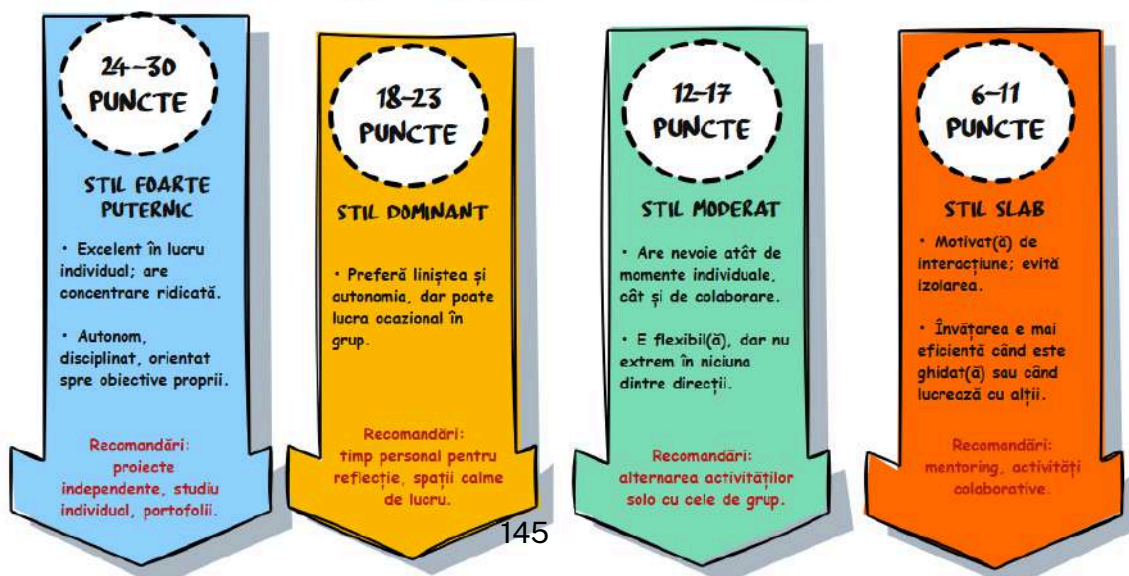 24–30
PUNCTE
STIL FOARTE
PUTERNIC
• Excelent în lucru
individual; are
concentrare ridicată.
• Autonom,
disciplinat, orientat
spre obiective proprii.
Recomandări:
proiecte
independente, studiu
individual, portofolii.
18–23
PUNCTE
STIL DOMINANT
• Preferă liniștea și
autonomia, dar poate
lucra ocazional în
grup.
Recomandări:
timp personal pentru
reflecție, spații calme
de lucru.
12–17
PUNCTE
STIL MODERAT
• Are nevoie atât de
momente individuale,
cât și de colaborare.
• E flexibil(ă), dar nu
extrem în niciuna
dintre direcții.
Recomandări:
alternarea activităților
solo cu cele de grup.
6–11
PUNCTE
STIL SLAB
• Motivat(ă) de
interacțiune; evită
izolarea.
• Învățarea e mai
eficientă când este
ghidat(ă) sau când
lucrează cu alții.
Recomandări:
mentoring, activități
colaborative.
145